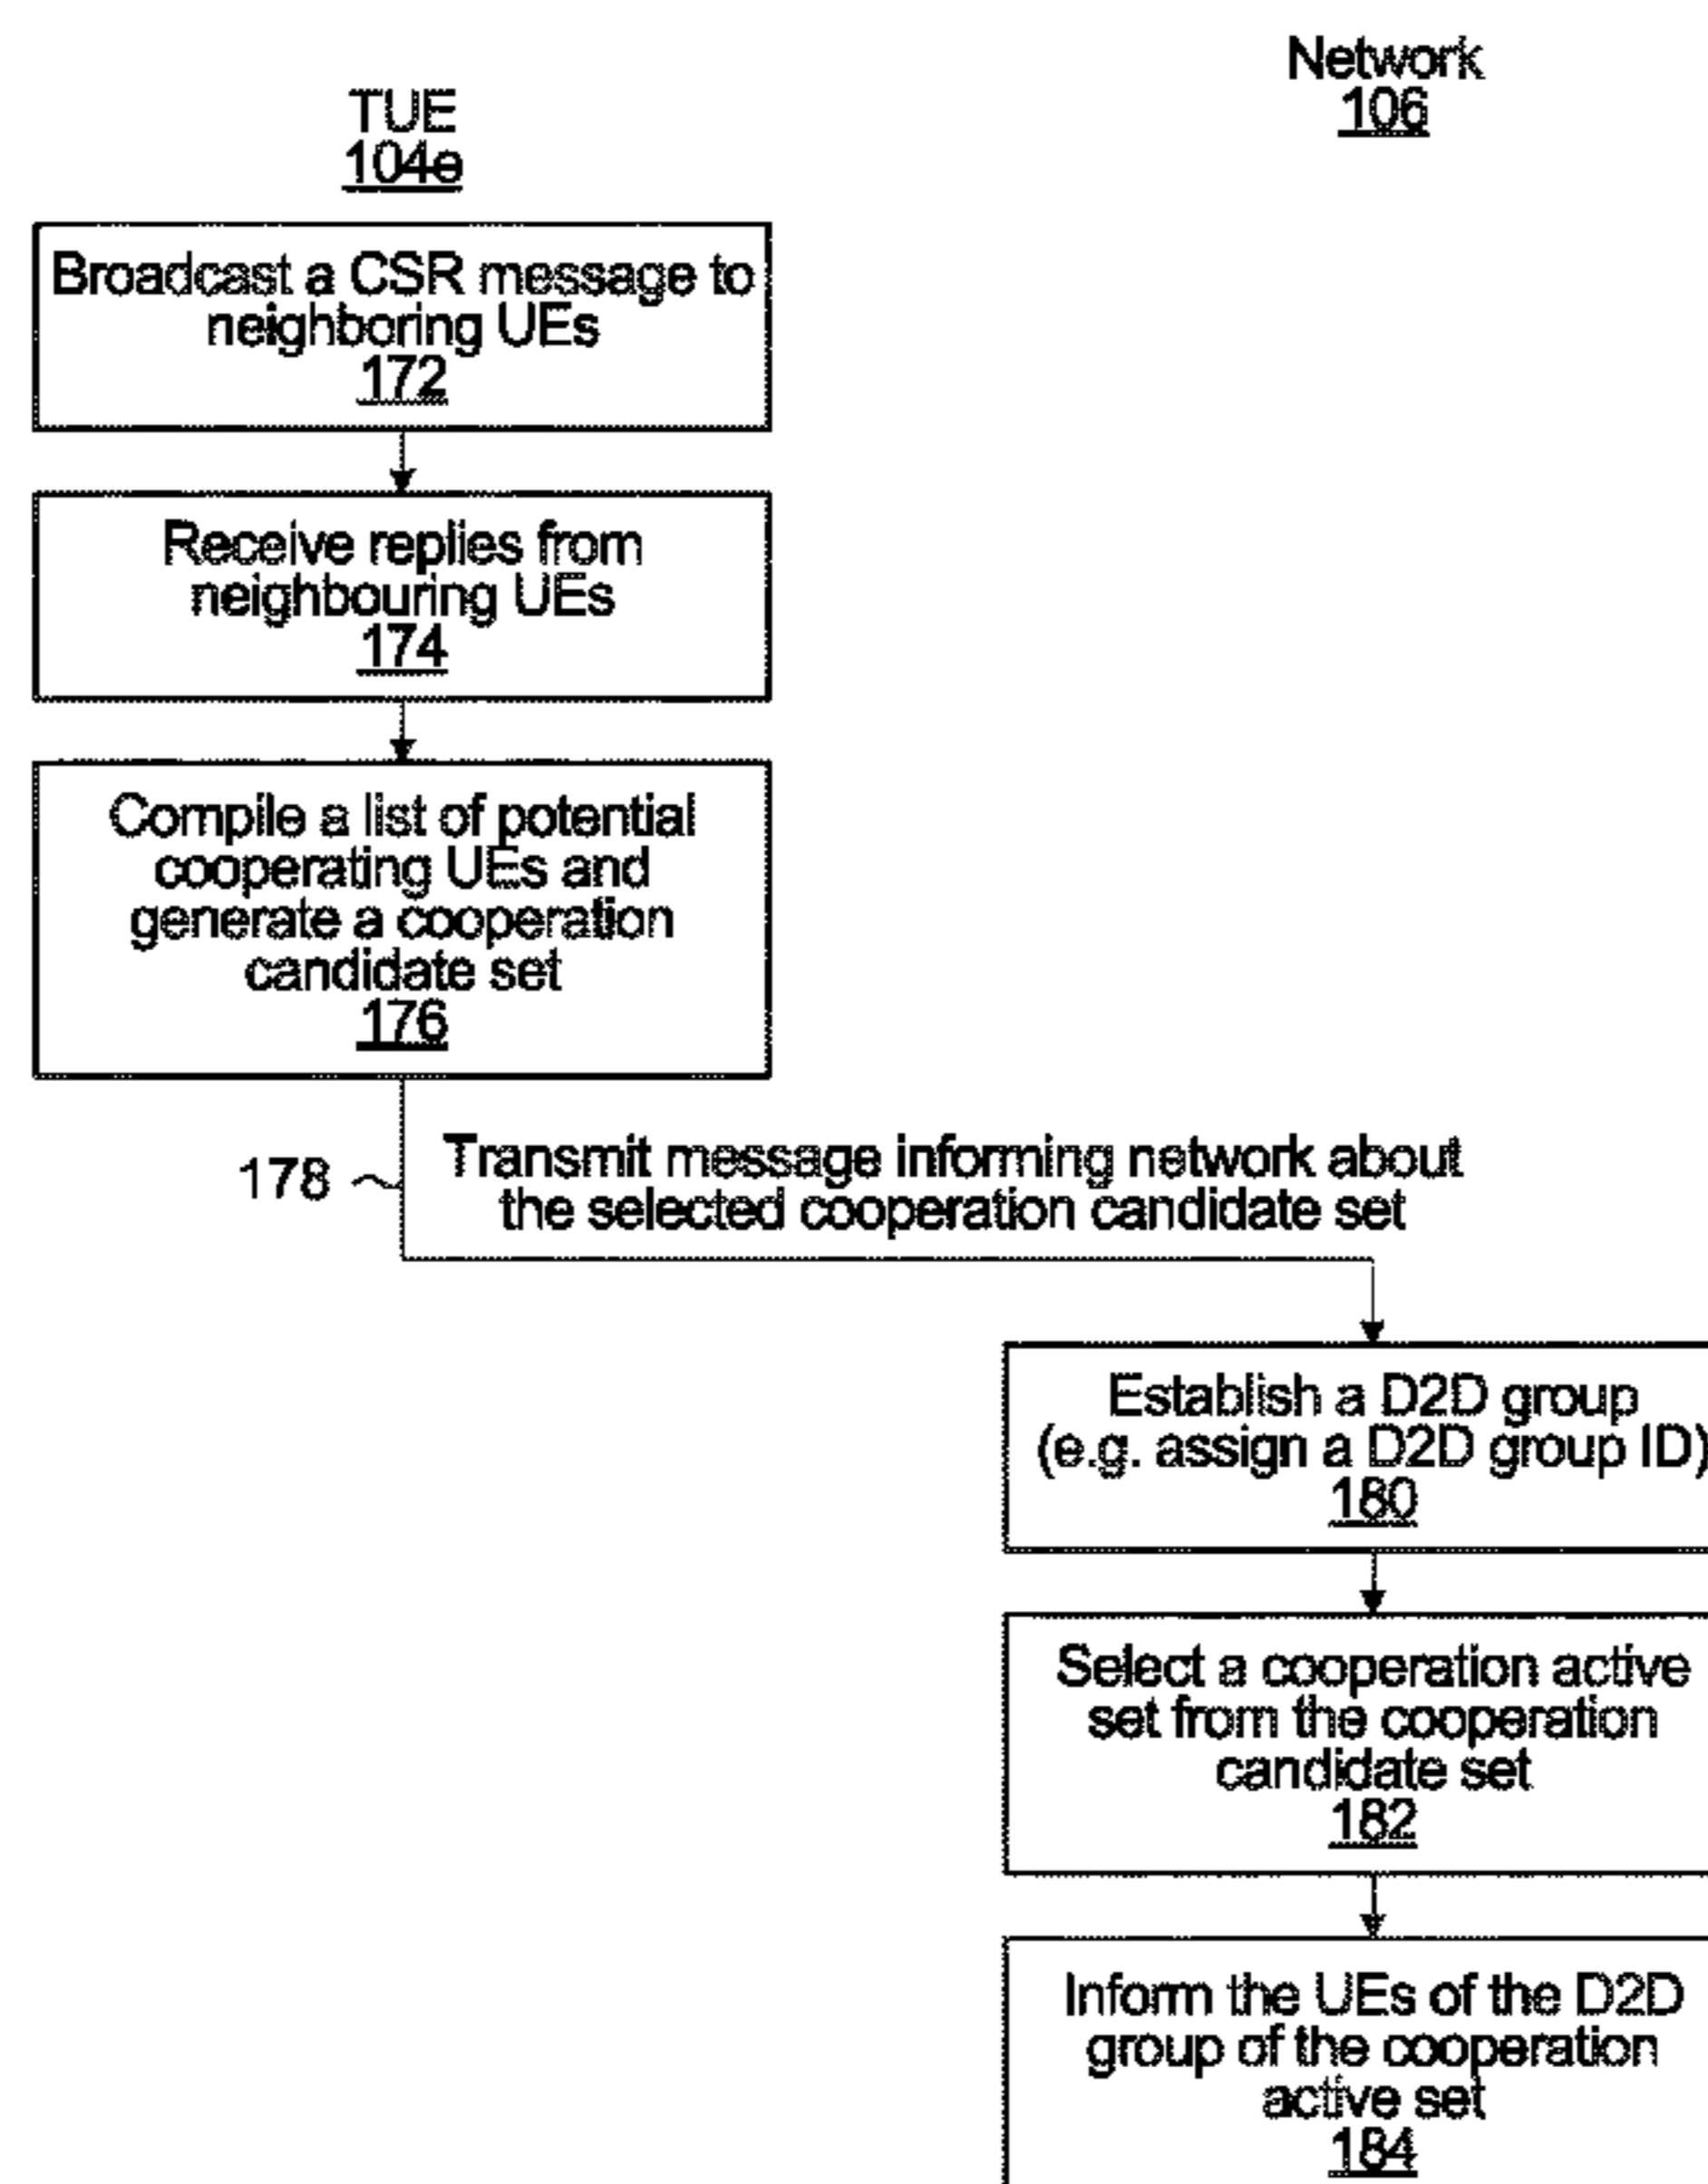 Network
106
TUE
104e
Broadcast a CSR message to
neighboring UEs
172
Receive replies from
neighbouring UEs
174
Compile a list of potential
cooperating UEs and
generate a cooperation
candidate set
176
178
Transmit message informing network about
the selected cooperation candidate set
Establish a D2D group
(e.g. assign a D2D group ID)
180
Select a cooperation active
set from the cooperation
candidate set
182
Inform the UEs of the D2D
group of the cooperation
active set
184